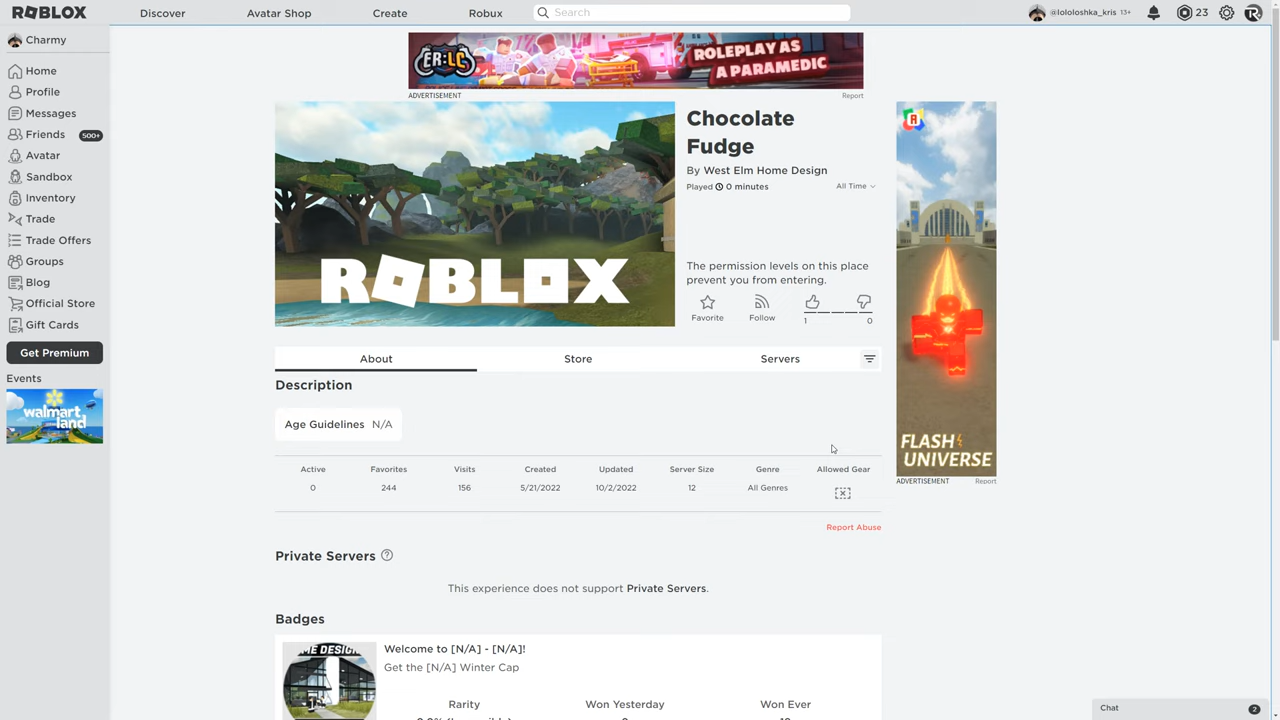 ROBLOX
Discover
Avatar Shop
Create
Robux
Search
@lololoshka_kris 13+
23
Charmy
Home
Profile
Messages
Friends 500+
Avatar
Sandbox
Inventory
Trade
Trade Offers
Groups
Blog
Official Store
Gift Cards
Get Premium
Events
walmart
land
ER:LC
ROLEPLAY AS
A PARAMEDIC
ADVERTISEMENT
Report
ROBLOX
Chocolate
Fudge
By West Elm Home Design
Played 0 minutes
All Time
The permission levels on this place
prevent you from entering.
Favorite
Follow
1
0
FLASH
UNIVERSE
ADVERTISEMENT
Report
About
Store
Servers
Description
Age Guidelines N/A
Active Favorites Visits Created Updated Server Size Genre Allowed Gear
0 244 156 5/21/2022 10/2/2022 12 All Genres
Report Abuse
Private Servers
This experience does not support Private Servers.
Badges
Welcome to [N/A] - [N/A]!
Get the [N/A] Winter Cap
Rarity Won Yesterday Won Ever
Chat 2